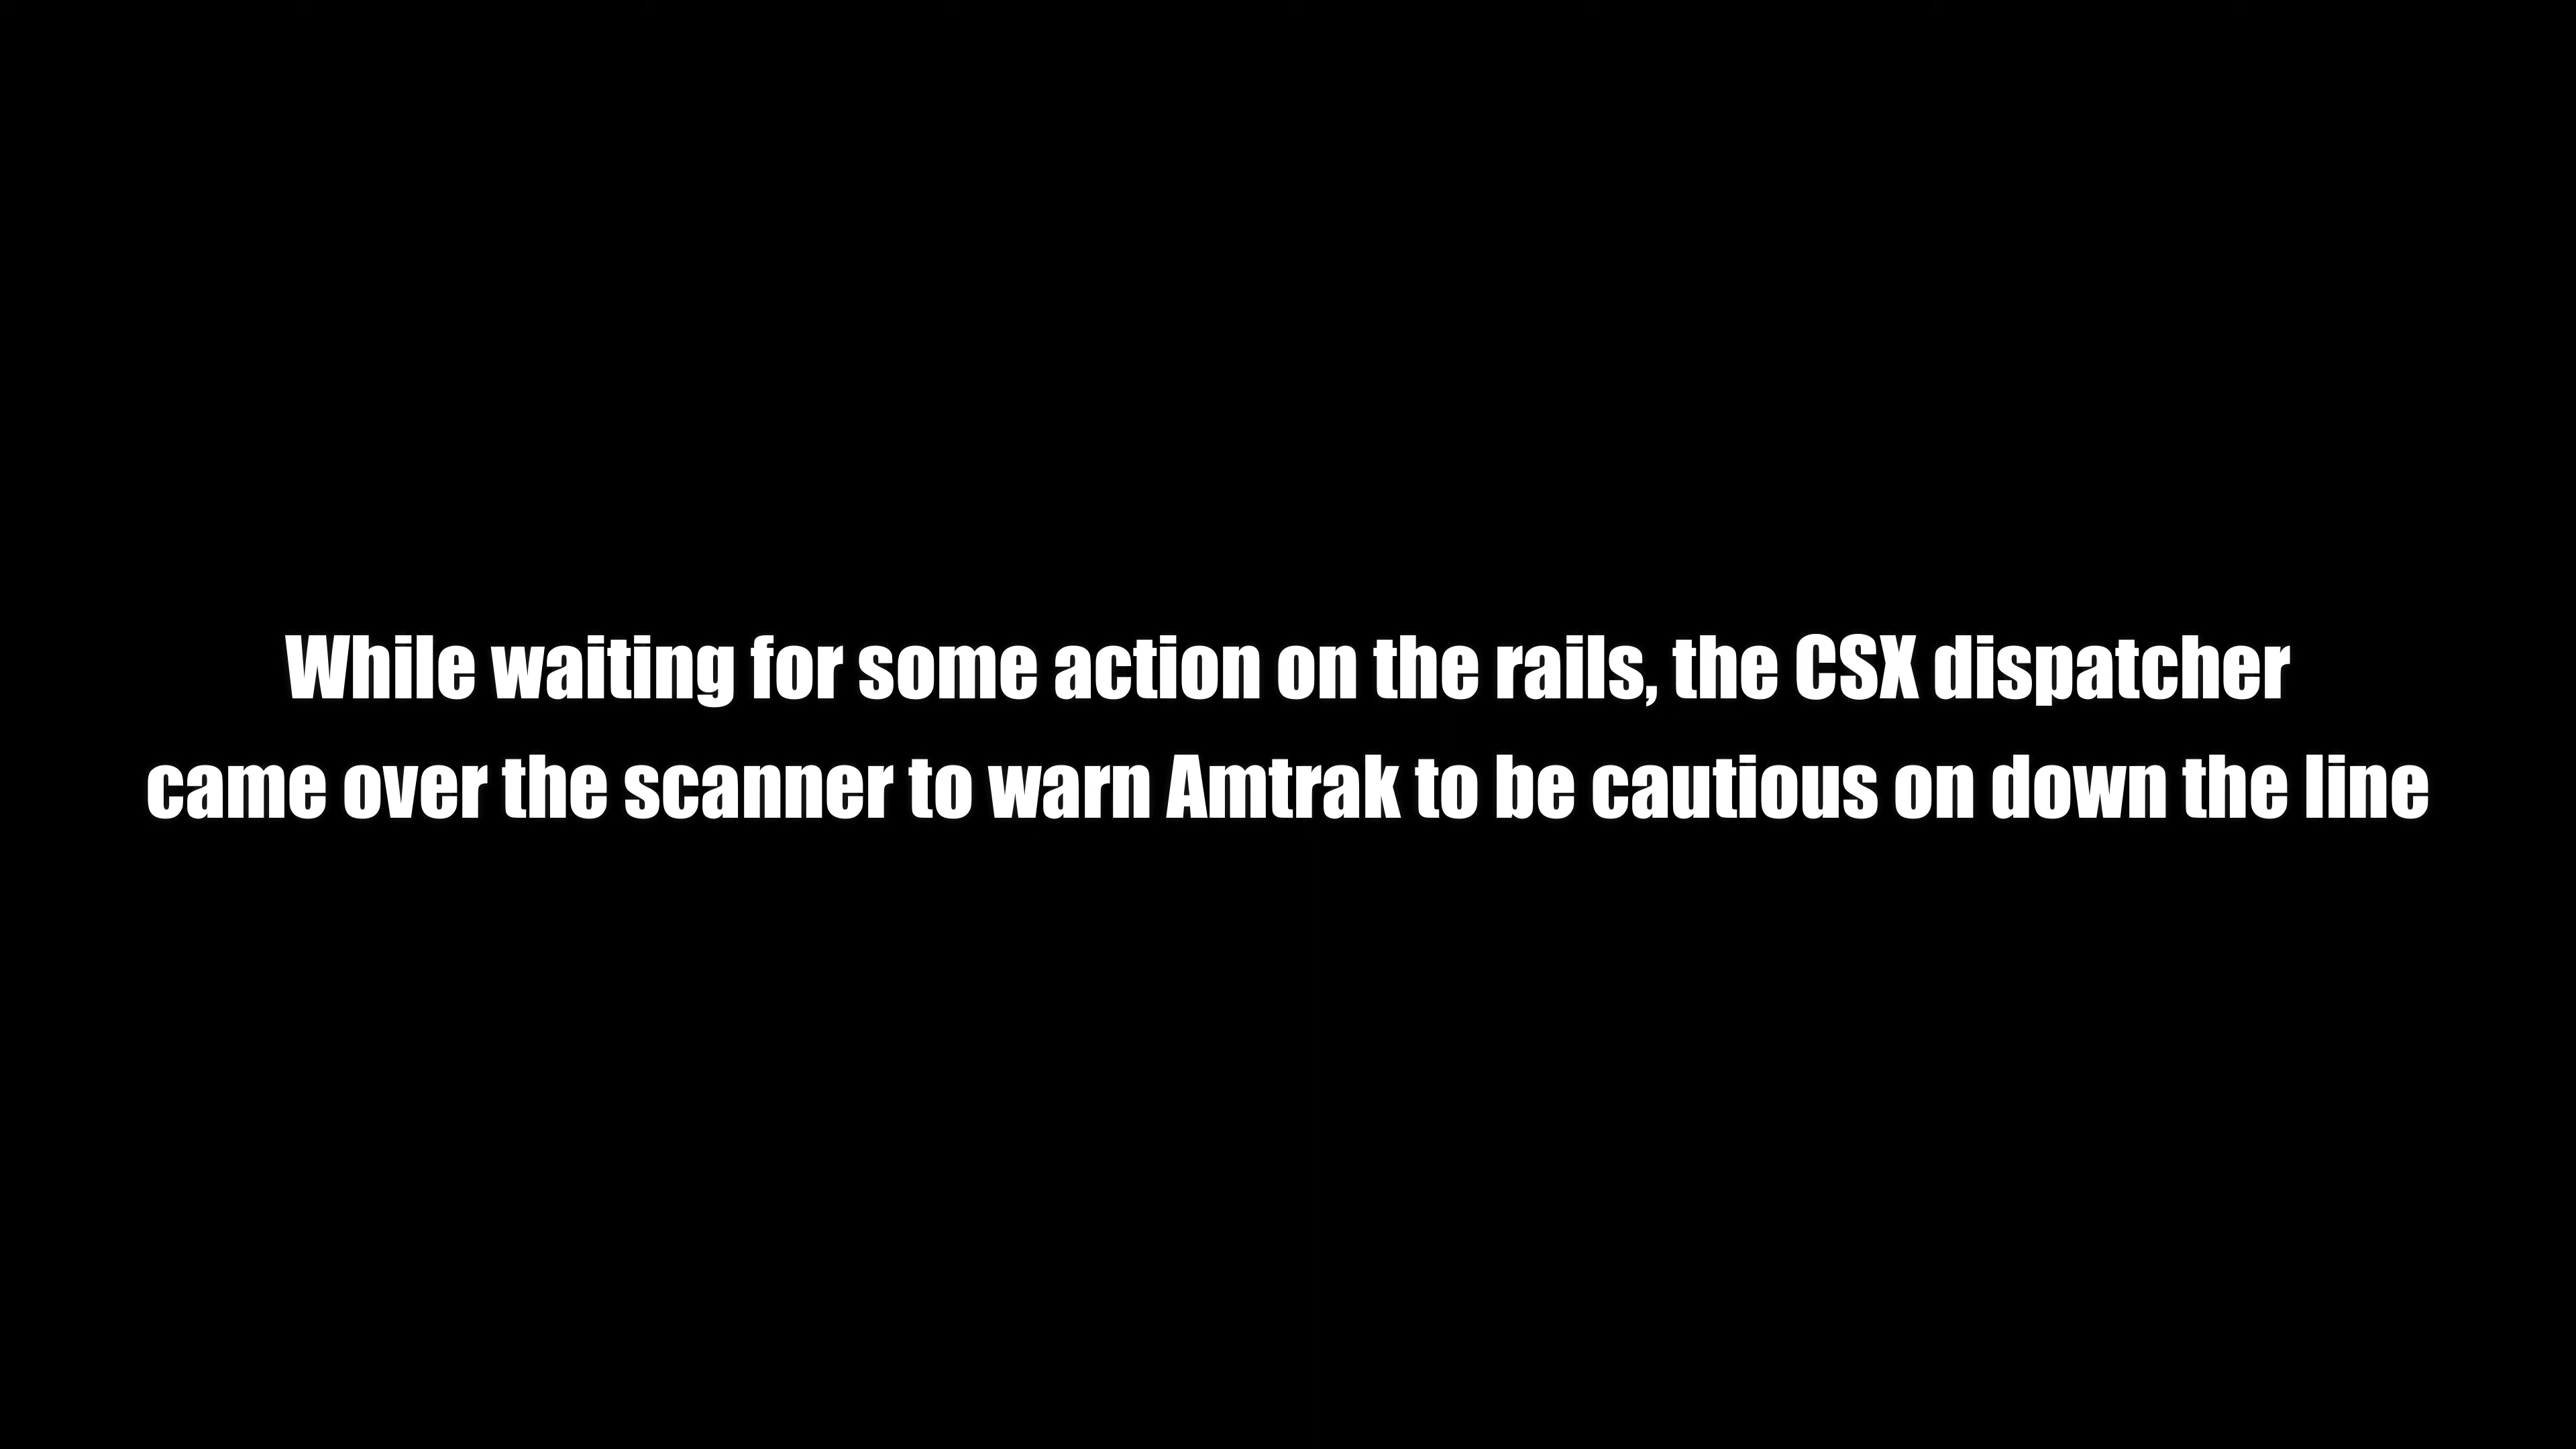 While waiting for some action on the rails, the CSX dispatcher
came over the scanner to warn Amtrak to be cautious on down the line